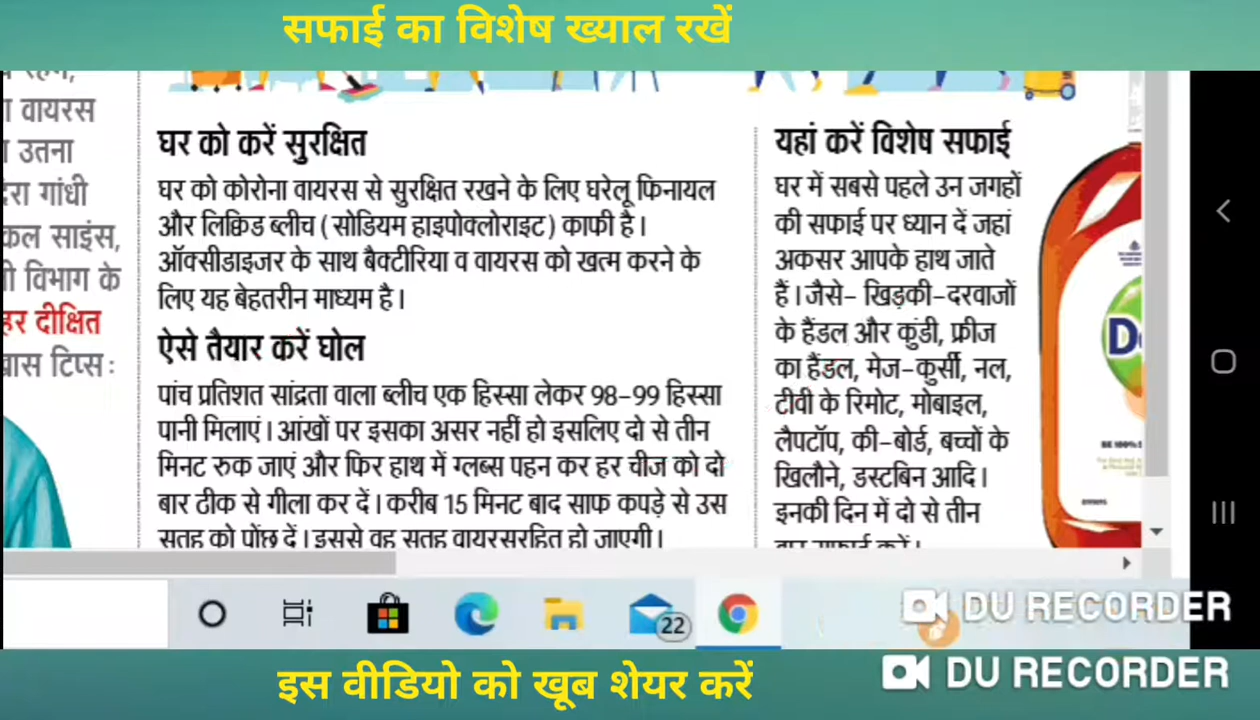 सफाई का विशेष ख्याल रखें
वायरस
उतना
गांधी
साइंस,
विभाग के
दीक्षित
टिप्स:
घर को करें सुरक्षित
घर को कोरोना वायरस से सुरक्षित रखने के लिए घरेलू फिनायल
और लिक्विड ब्लीच (सोडियम हाइपोक्लोराइट) काफी है।
ऑक्सीडाइजर के साथ बैक्टीरिया व वायरस को खत्म करने के
लिए यह बेहतरीन माध्यम है।
ऐसे तैयार करें घोल
पांच प्रतिशत सांद्रता वाला ब्लीच एक हिस्सा लेकर 98-99 हिस्सा
पानी मिलाएं। आंखों पर इसका असर नहीं हो इसलिए दो से तीन
मिनट रुक जाएं और फिर हाथ में ग्लब्स पहन कर हर चीज को दो
बार ठीक से गीला कर दें। करीब 15 मिनट बाद साफ कपड़े से उस
सतह को पोंछ दें। इससे वह सतह वायरसरहित हो जाएगी।
यहां करें विशेष सफाई
घर में सबसे पहले उन जगहों
की सफाई पर ध्यान दें जहां
अकसर आपके हाथ जाते
हैं। जैसे- खिड़की-दरवाजों
के हैंडल और कुंडी, फ्रीज
का हैंडल, मेज-कुर्सी, नल,
टीवी के रिमोट, मोबाइल,
लैपटॉप, की-बोर्ड, बच्चों के
खिलौने, डस्टबिन आदि।
इनकी दिन में दो से तीन
22
DU RECORDER
DU RECORDER
इस वीडियो को खूब शेयर करें